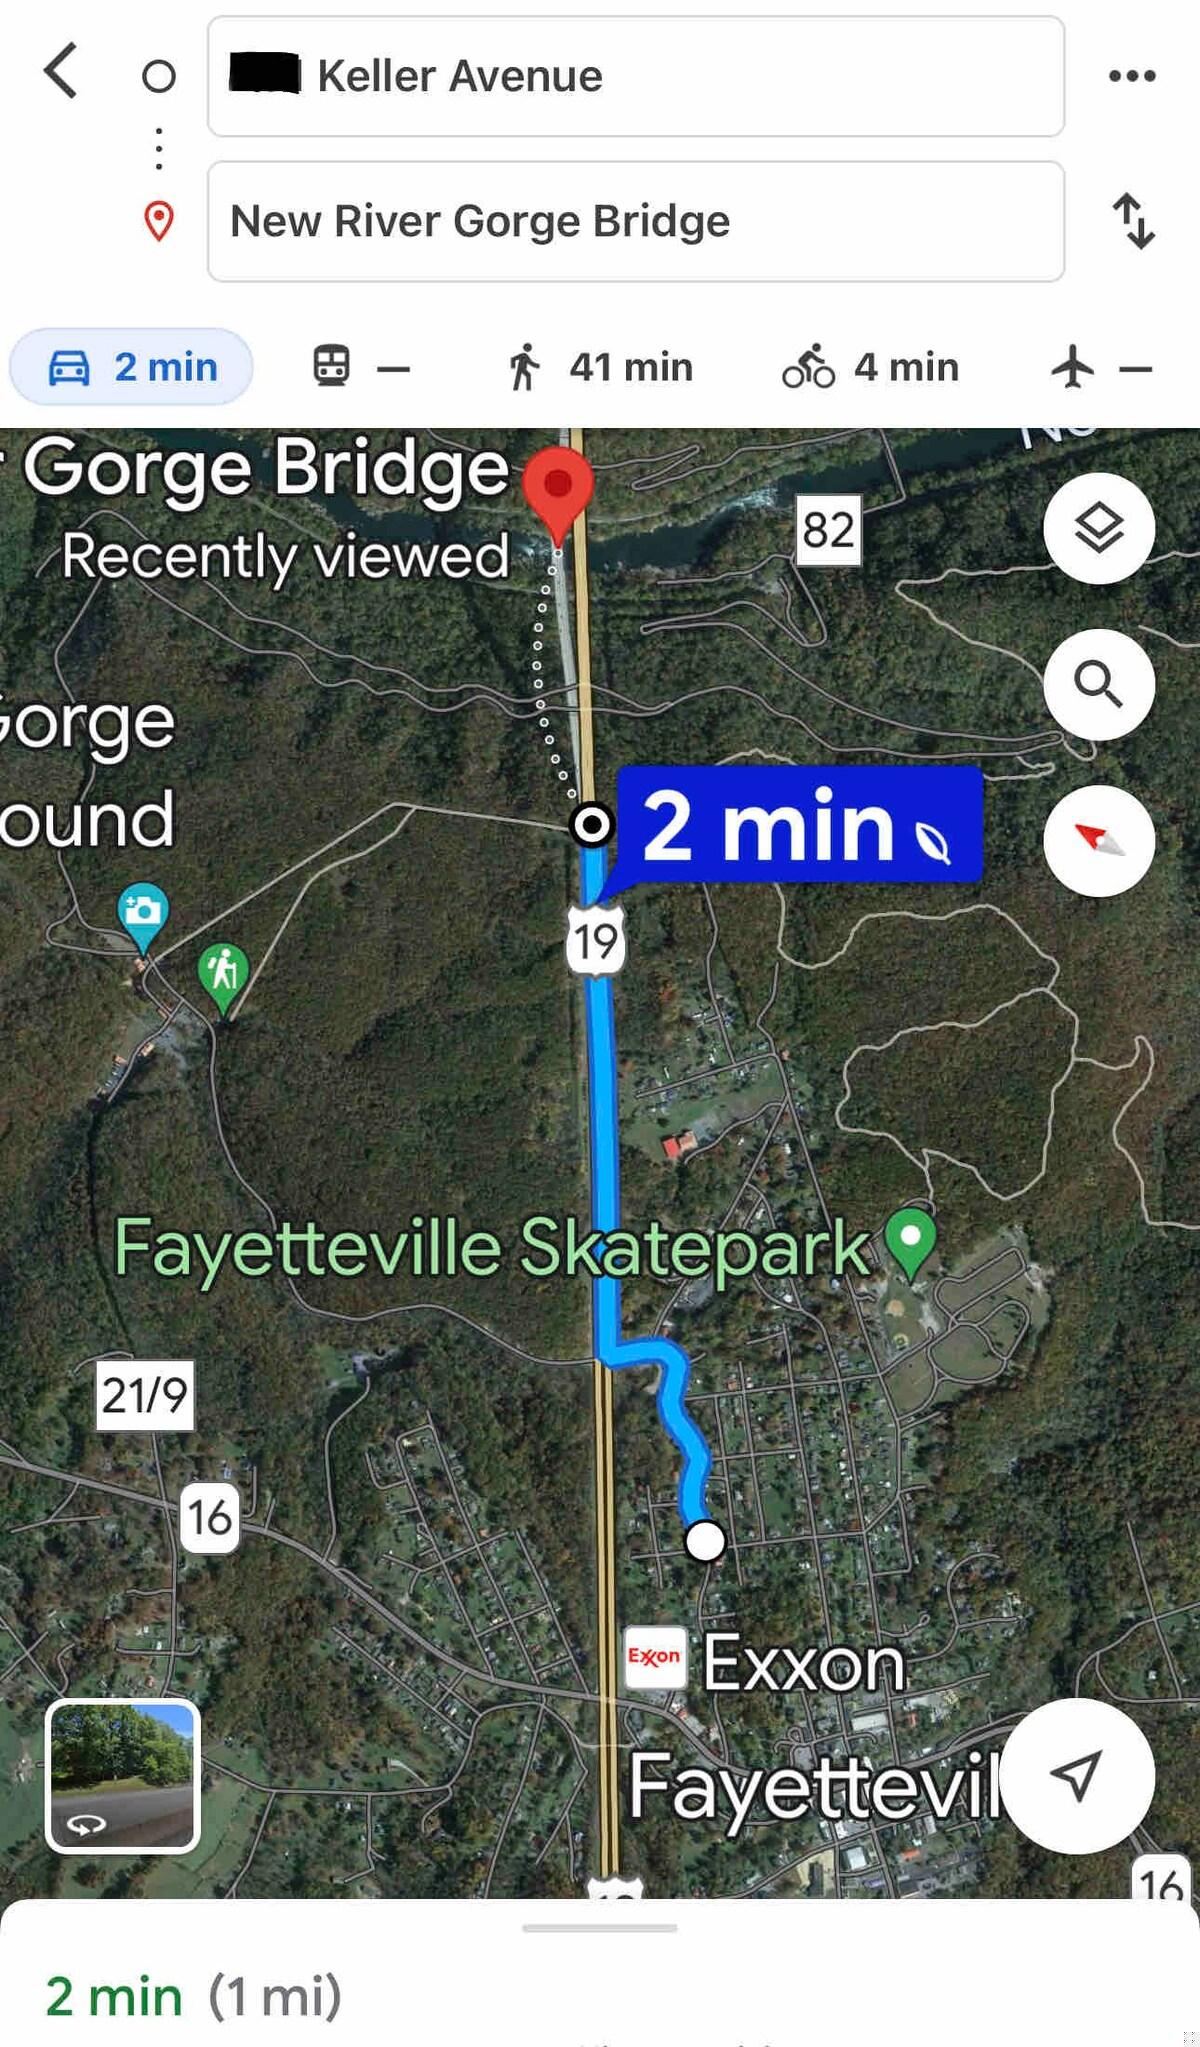 Keller Avenue
New River Gorge Bridge
2 min
—
41 min
4 min
—
Gorge Bridge
Recently viewed
82
Gorge
ound
2 min
19
Fayetteville Skatepark
21/9
16
Exxon
Exxon
Fayettevil
16
2 min (1 mi)